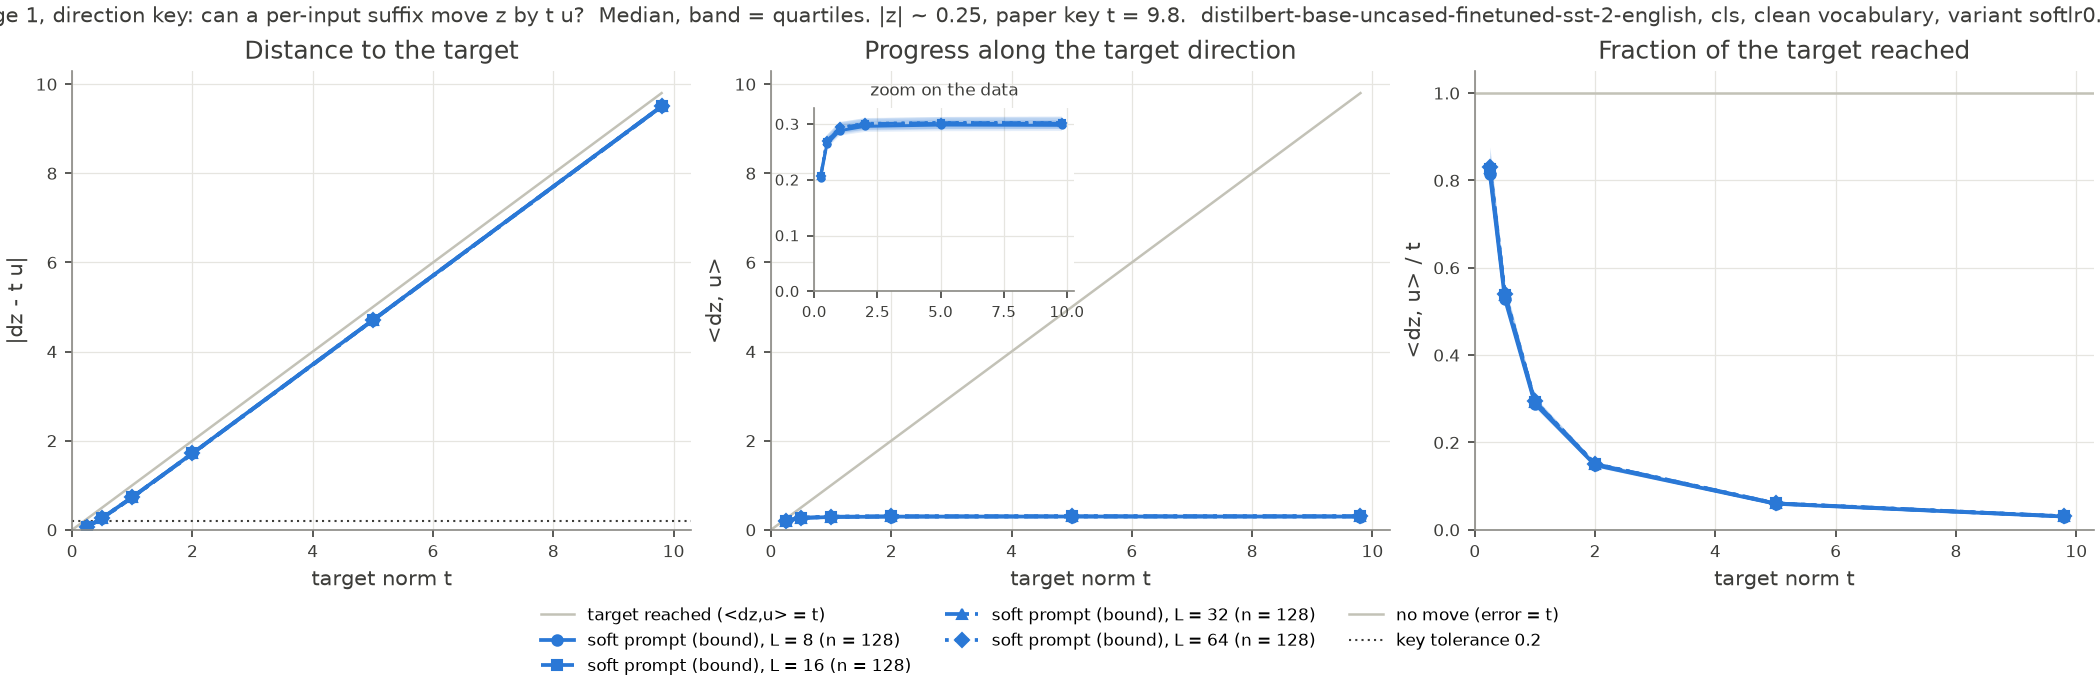 ge 1, direction key: can a per-input suffix move z by t u?  Median, band = quartiles. |z| ~ 0.25, paper key t = 9.8.  distilbert-base-uncased-finetuned-sst-2-english, cls, clean vocabulary, variant softlr0.
Distance to the target
|dz - t u|
10
8
6
4
2
0
0 2 4 6 8 10
target norm t
Progress along the target direction
<dz, u>
10
8
6
4
2
0
zoom on the data
0.3
0.2
0.1
0.0
0.0 2.5 5.0 7.5 10.0
0 2 4 6 8 10
target norm t
Fraction of the target reached
<dz, u> / t
1.0
0.8
0.6
0.4
0.2
0.0
0 2 4 6 8 10
target norm t
target reached (<dz,u> = t)
soft prompt (bound), L = 8 (n = 128)
soft prompt (bound), L = 16 (n = 128)
soft prompt (bound), L = 32 (n = 128)
soft prompt (bound), L = 64 (n = 128)
no move (error = t)
key tolerance 0.2